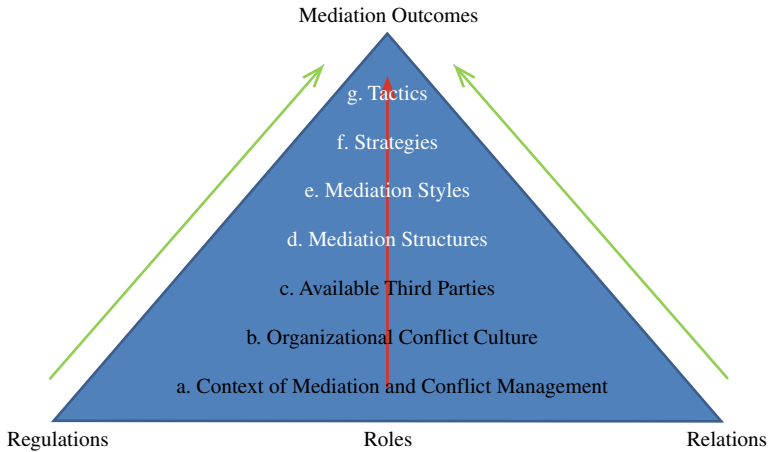 Mediation Outcomes
g. Tactics
f. Strategies
e. Mediation Styles
d. Mediation Structures
c. Available Third Parties
b. Organizational Conflict Culture
a. Context of Mediation and Conflict Management
Regulations Roles Relations